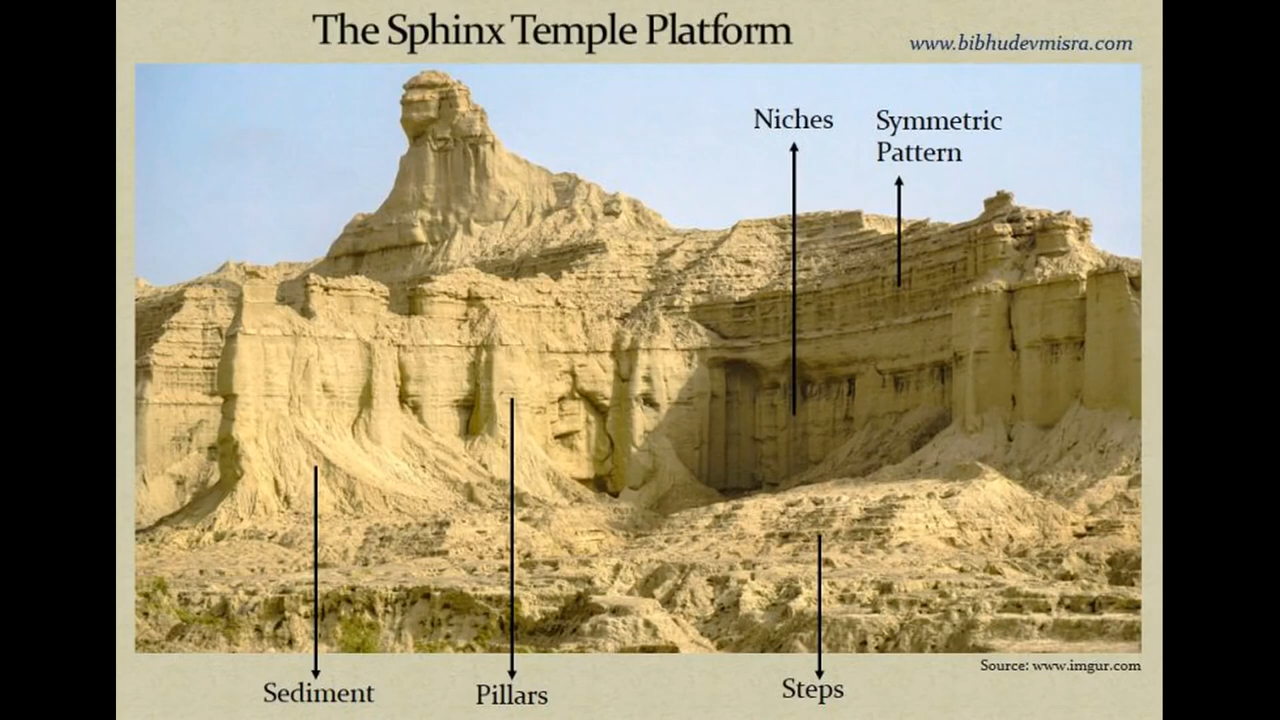 The Sphinx Temple Platform
www.bibhudevmisra.com
Niches
Symmetric
Pattern
Source: www.imgur.com
Sediment
Pillars
Steps